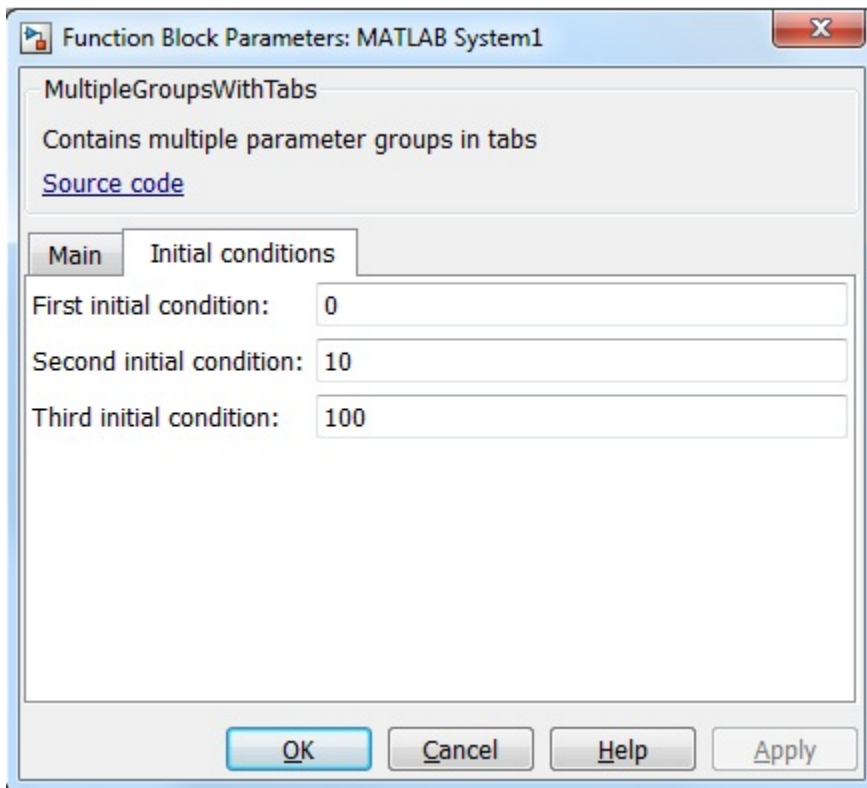 Function Block Parameters: MATLAB System1
MultipleGroupsWithTabs
Contains multiple parameter groups in tabs
Source code
Main Initial conditions
First initial condition: 0
Second initial condition: 10
Third initial condition: 100
OK Cancel Help Apply